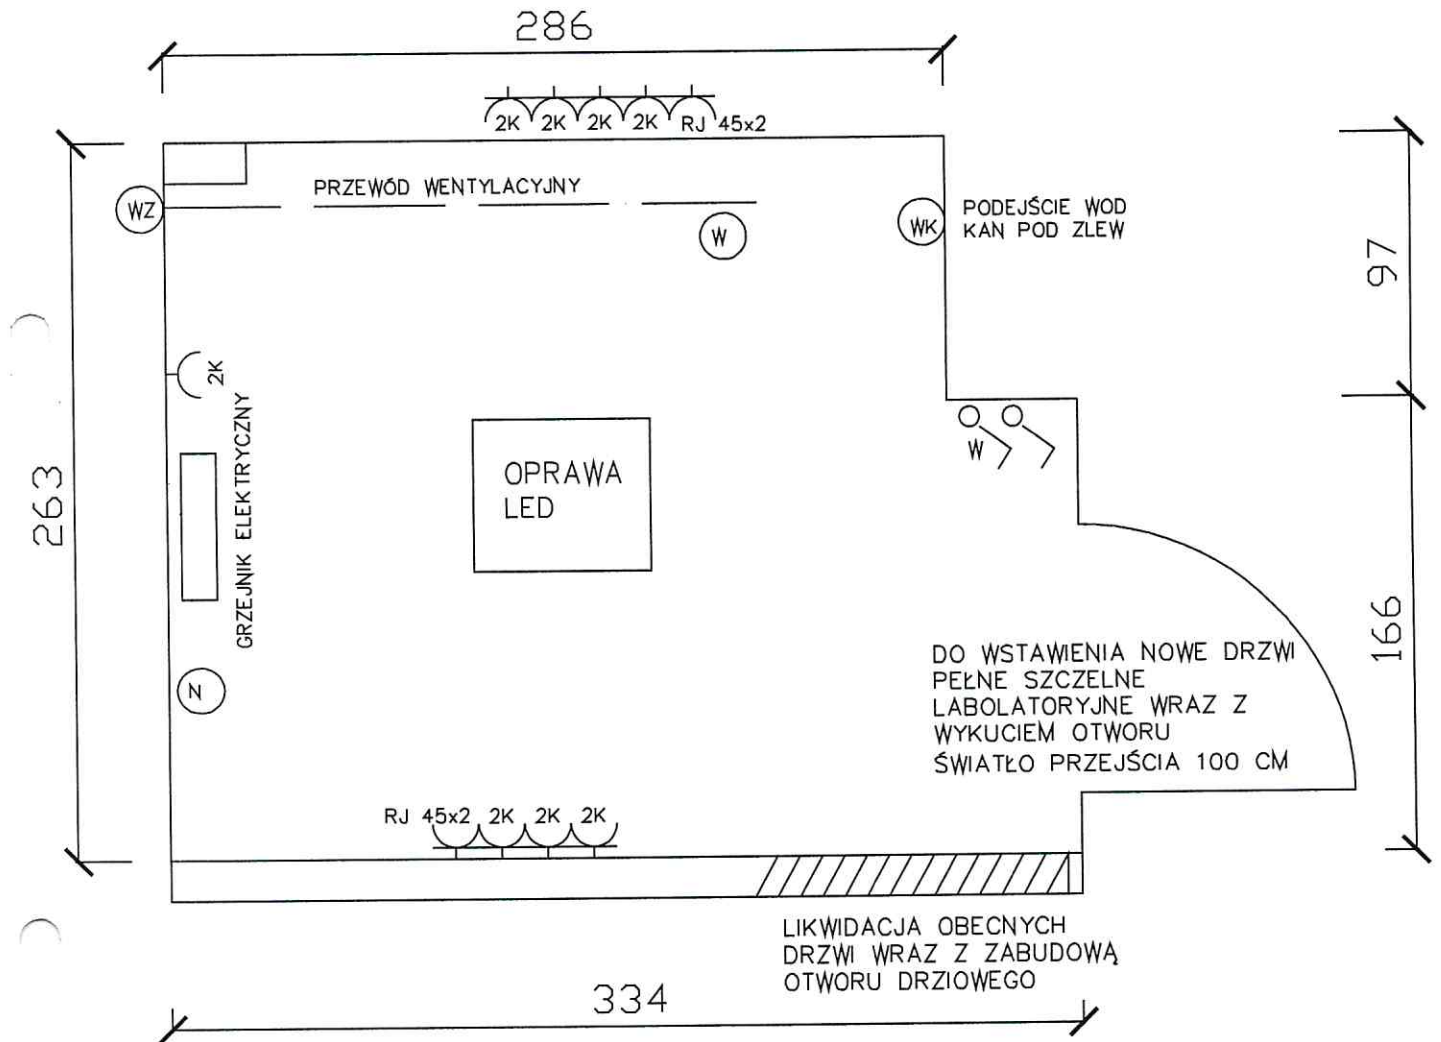 286
2K 2K 2K 2K RJ 45x2
PRZEWÓD WENTYLACYJNY
WZ
W
WK
PODEJŚCIE WOD
KAN POD ZLEW
97
2K
GRZEJNIK ELEKTRYCZNY
263
OPRAWA
LED
W
166
N
DO WSTAWIENIA NOWE DRZWI
PEŁNE SZCZELNE
LABOLATORYJNE WRAZ Z
WYKUCIEM OTWORU
ŚWIATŁO PRZEJŚCIA 100 CM
RJ 45x2 2K 2K 2K
LIKWIDACJA OBECNYCH
DRZWI WRAZ Z ZABUDOWĄ
OTWORU DRZIOWEGO
334